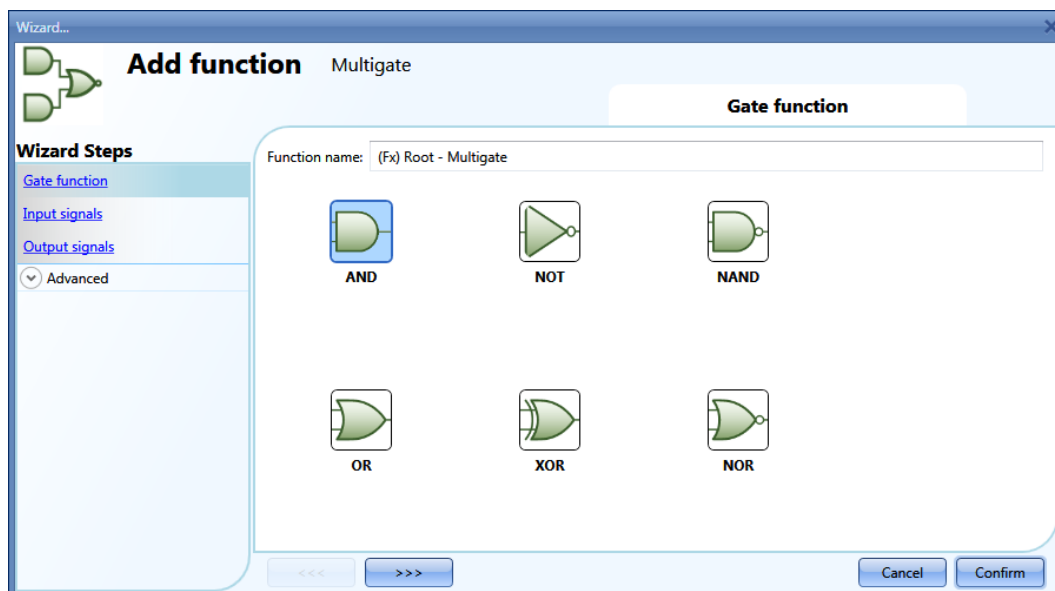 Wizard...
Add function Multigate
Gate function
Wizard Steps
Gate function
Input signals
Output signals
Advanced
Function name: (Fx) Root - Multigate
AND NOT NAND
OR XOR NOR
<<< >>> Cancel Confirm